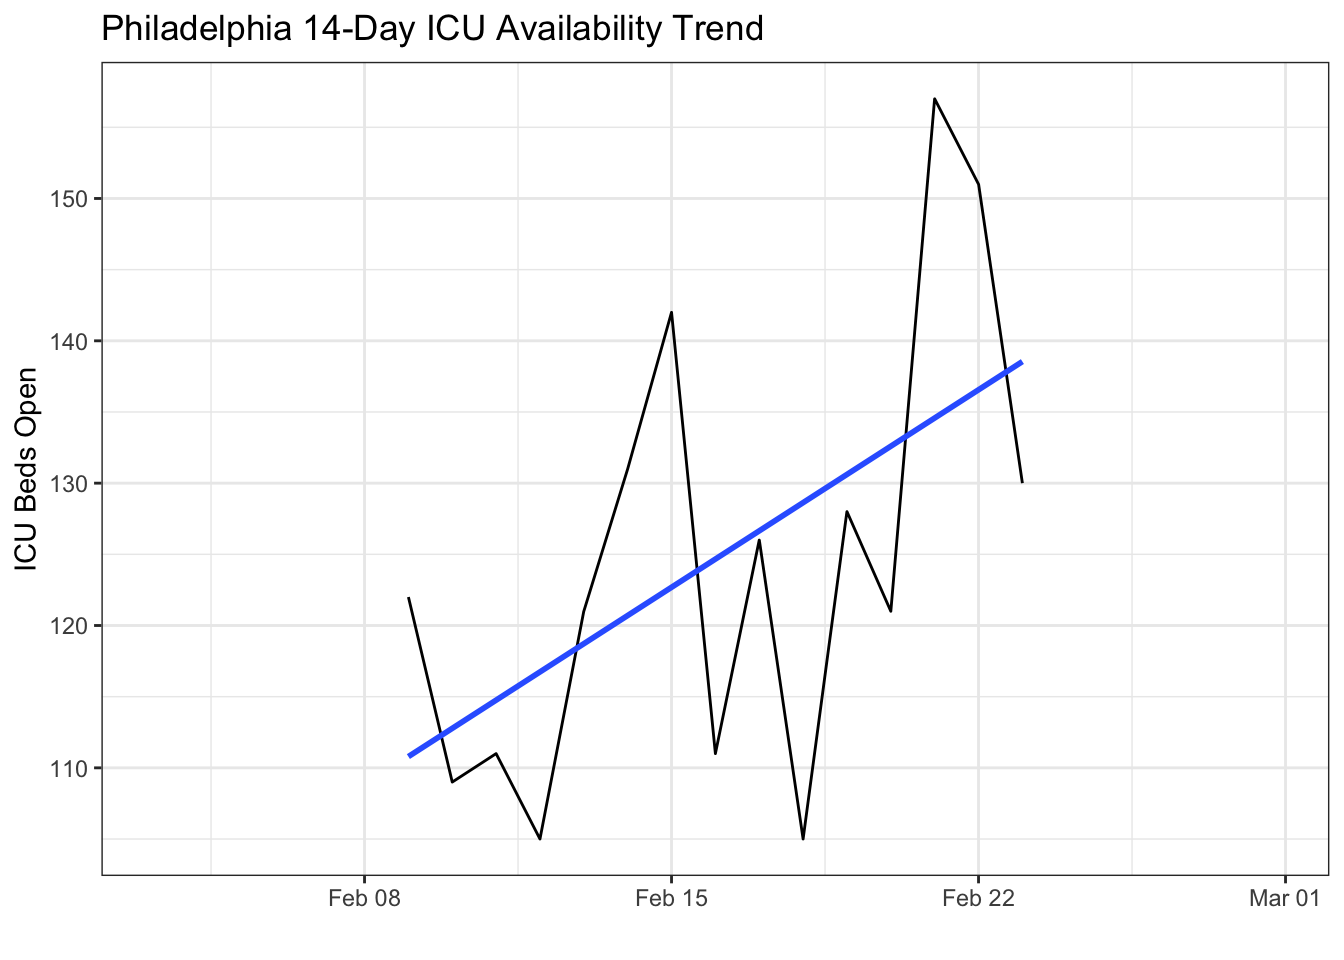 Philadelphia 14-Day ICU Availability Trend
ICU Beds Open
150
140
130
120
110
Feb 08
Feb 15
Feb 22
Mar 01